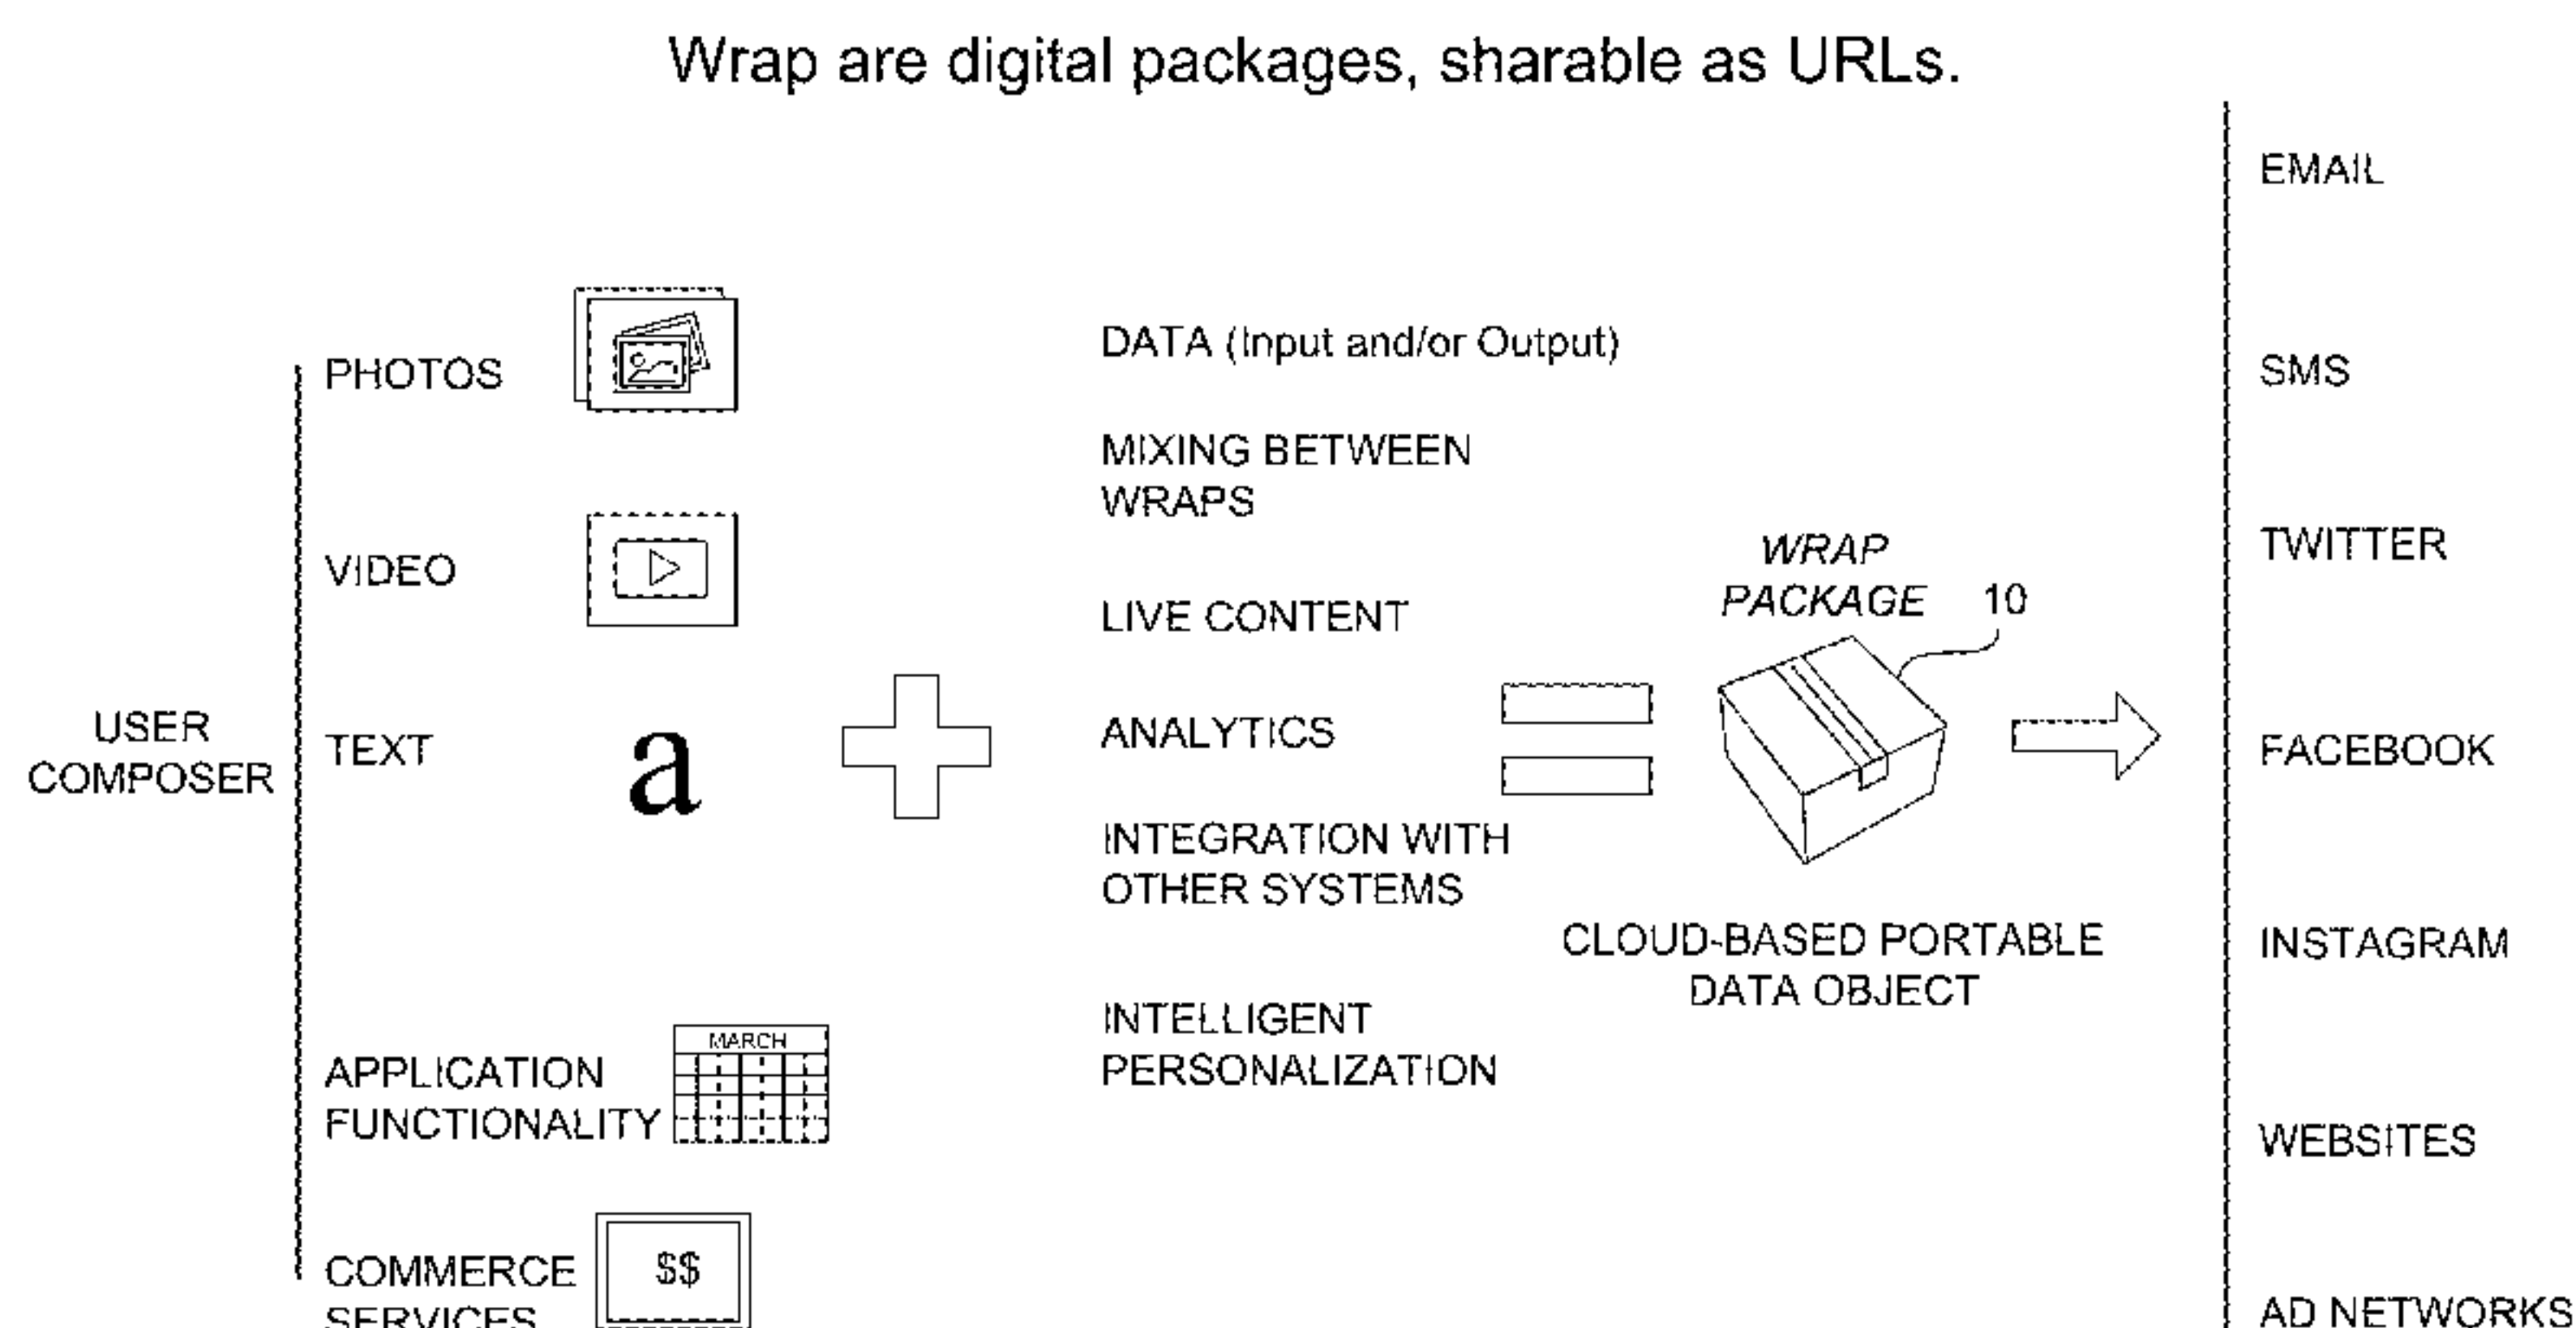 Wrap are digital packages, sharable as URLs.
USER
COMPOSER
PHOTOS
VIDEO
TEXT
a
APPLICATION
FUNCTIONALITY
MARCH
COMMERCE
SERVICES
$$
DATA (Input and/or Output)
MIXING BETWEEN
WRAPS
LIVE CONTENT
ANALYTICS
INTEGRATION WITH
OTHER SYSTEMS
INTELLIGENT
PERSONALIZATION
WRAP
PACKAGE
10
CLOUD-BASED PORTABLE
DATA OBJECT
EMAIL
SMS
TWITTER
FACEBOOK
INSTAGRAM
WEBSITES
AD NETWORKS